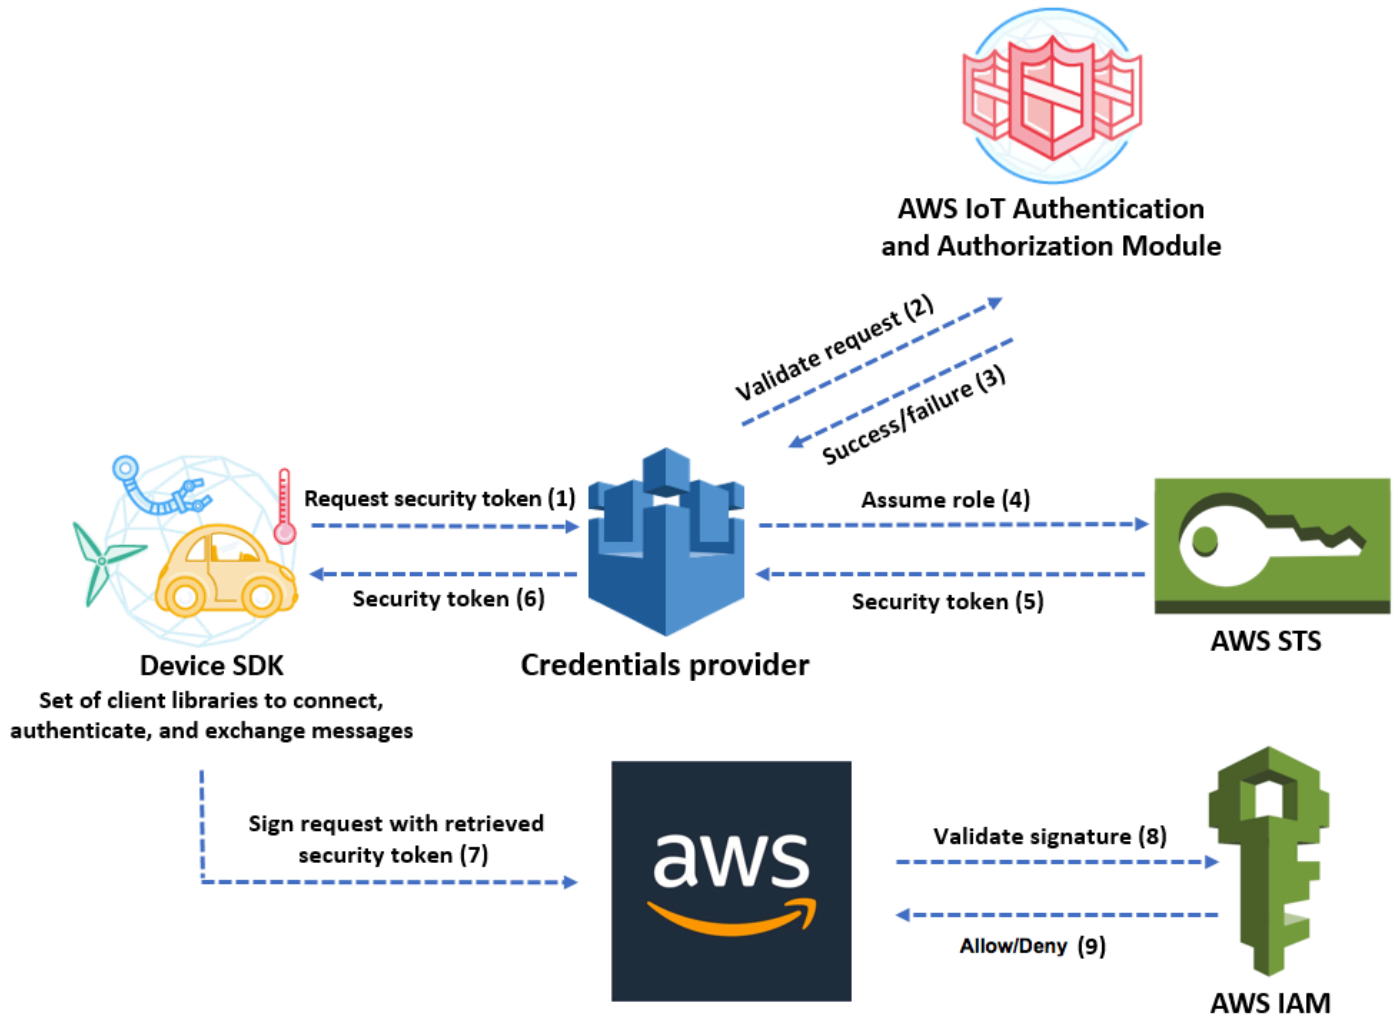 AWS IoT Authentication
and Authorization Module
Validate request (2)
Success/failure (3)
Request security token (1)
Assume role (4)
Security token (6)
Security token (5)
AWS STS
Device SDK
Credentials provider
Set of client libraries to connect,
authenticate, and exchange messages
Sign request with retrieved
security token (7)
aws
Validate signature (8)
Allow/Deny (9)
AWS IAM